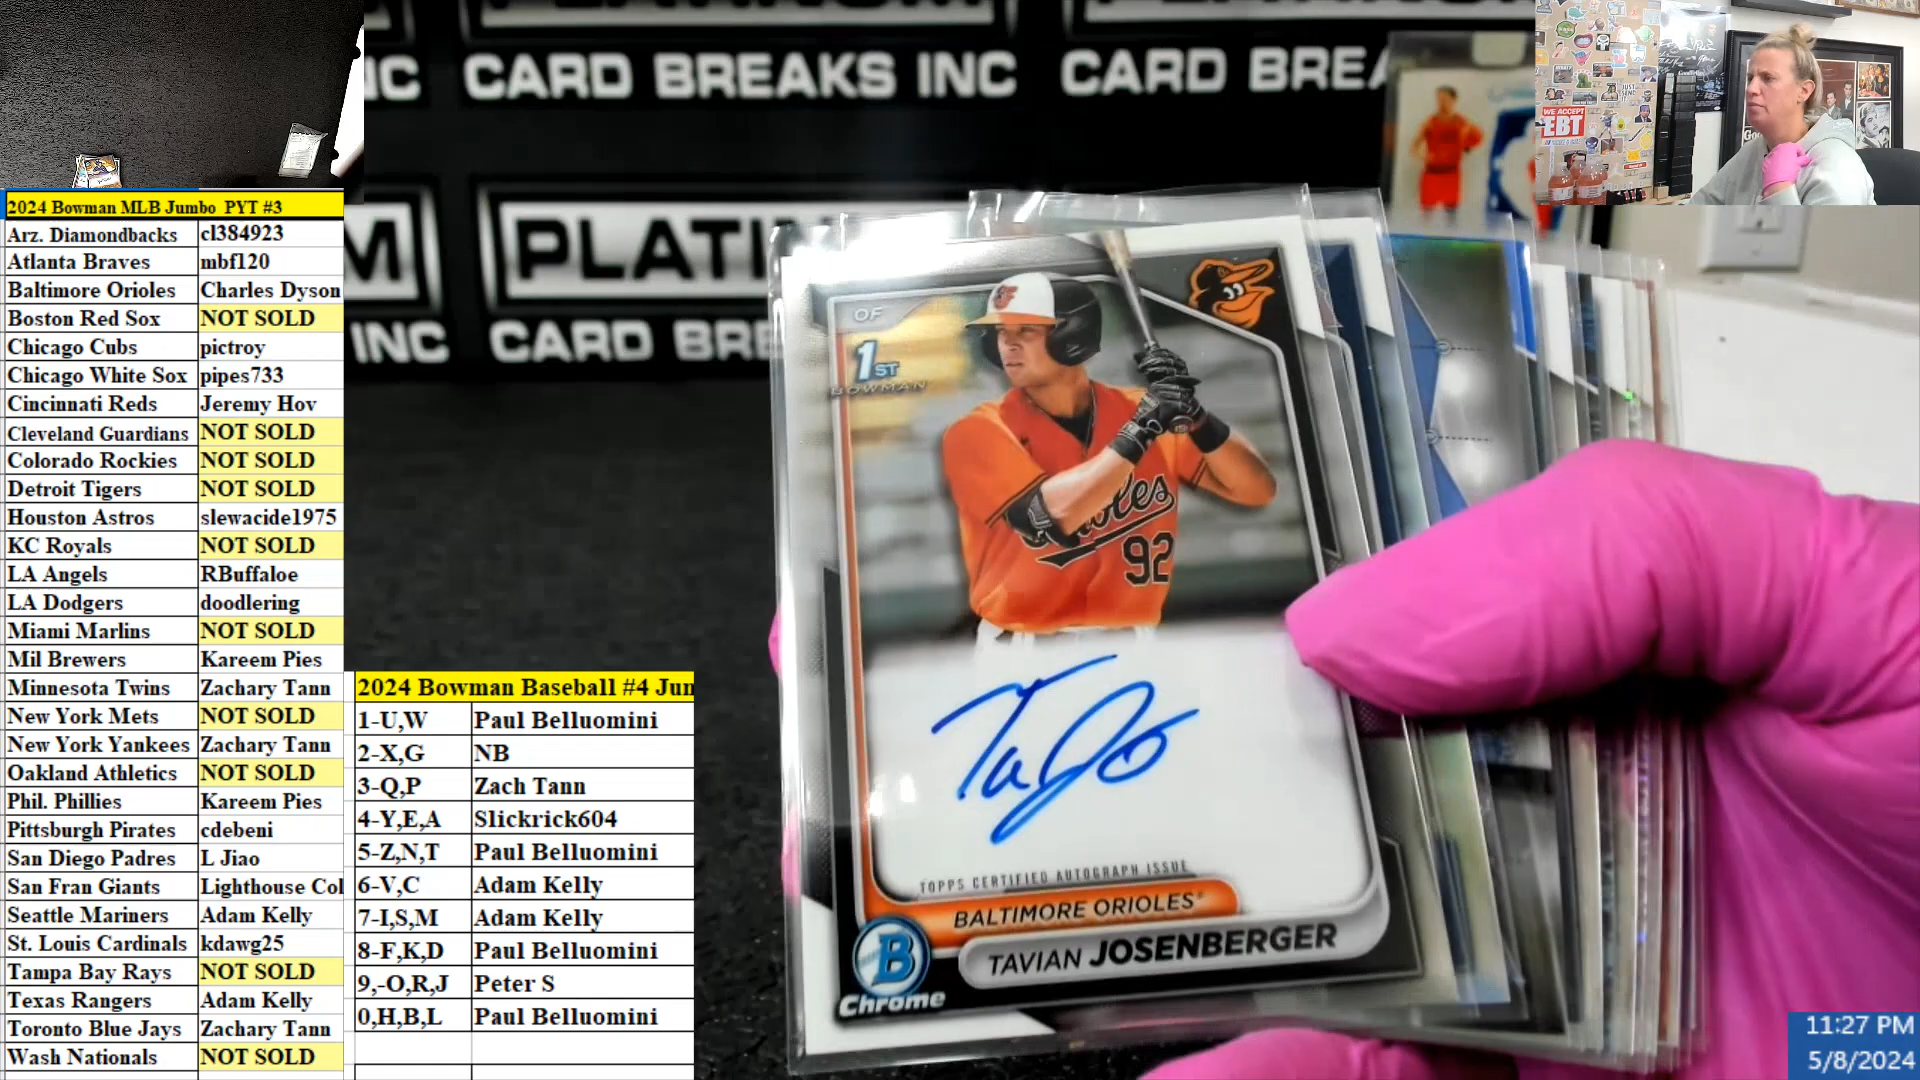 NC CARD BREAKS INC CARD BREA
M PLATI
INC CARD BRE
WE ACCEPT
EBT
2024 Bowman MLB Jumbo PYT #3
Arz. Diamondbacks cl384923
Atlanta Braves mbf120
Baltimore Orioles Charles Dyson
Boston Red Sox NOT SOLD
Chicago Cubs pictroy
Chicago White Sox pipes733
Cincinnati Reds Jeremy Hov
Cleveland Guardians NOT SOLD
Colorado Rockies NOT SOLD
Detroit Tigers NOT SOLD
Houston Astros slewacide1975
KC Royals NOT SOLD
LA Angels RBuffaloe
LA Dodgers doodlering
Miami Marlins NOT SOLD
Mil Brewers Kareem Pies
Minnesota Twins Zachary Tann
New York Mets NOT SOLD
New York Yankees Zachary Tann
Oakland Athletics NOT SOLD
Phil. Phillies Kareem Pies
Pittsburgh Pirates cdebeni
San Diego Padres L Jiao
San Fran Giants Lighthouse Col
Seattle Mariners Adam Kelly
St. Louis Cardinals kdawg25
Tampa Bay Rays NOT SOLD
Texas Rangers Adam Kelly
Toronto Blue Jays Zachary Tann
Wash Nationals NOT SOLD
2024 Bowman Baseball #4 Jun
1-U,W Paul Belluomini
2-X,G NB
3-Q,P Zach Tann
4-Y,E,A Slickrick604
5-Z,N,T Paul Belluomini
6-V,C Adam Kelly
7-I,S,M Adam Kelly
8-F,K,D Paul Belluomini
9,-O,R,J Peter S
0,H,B,L Paul Belluomini
OF
1ST
BOWMAN
92
TOPPS CERTIFIED AUTOGRAPH ISSUE
BALTIMORE ORIOLES
TAVIAN JOSENBERGER
B
Chrome
11:27 PM
5/8/2024